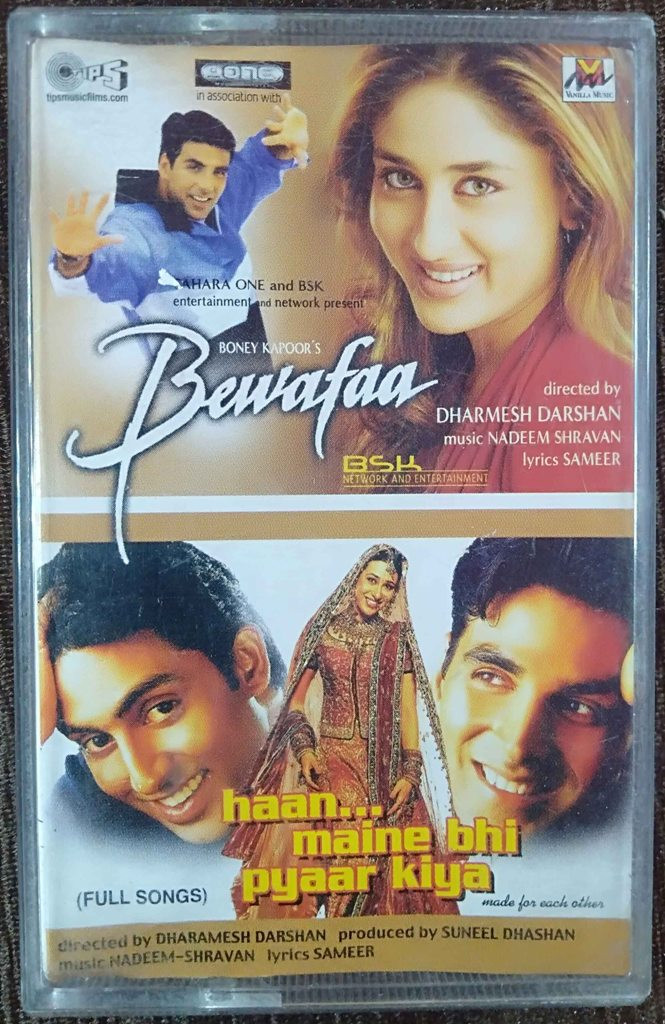 TIPS
tipsmusicfilms.com
in association with
VANILLA MUSIC
SAHARA ONE and BSK
entertainment and network present
BONEY KAPOOR'S
Bewafaa
directed by
DHARMESH DARSHAN
music NADEEM SHRAVAN
lyrics SAMEER
BSK
NETWORK AND ENTERTAINMENT
haan...
maine bhi
pyaar kiya
(FULL SONGS)
made for each other
directed by DHARAMESH DARSHAN produced by SUNEEL DHASHAN
music NADEEM-SHRAVAN lyrics SAMEER